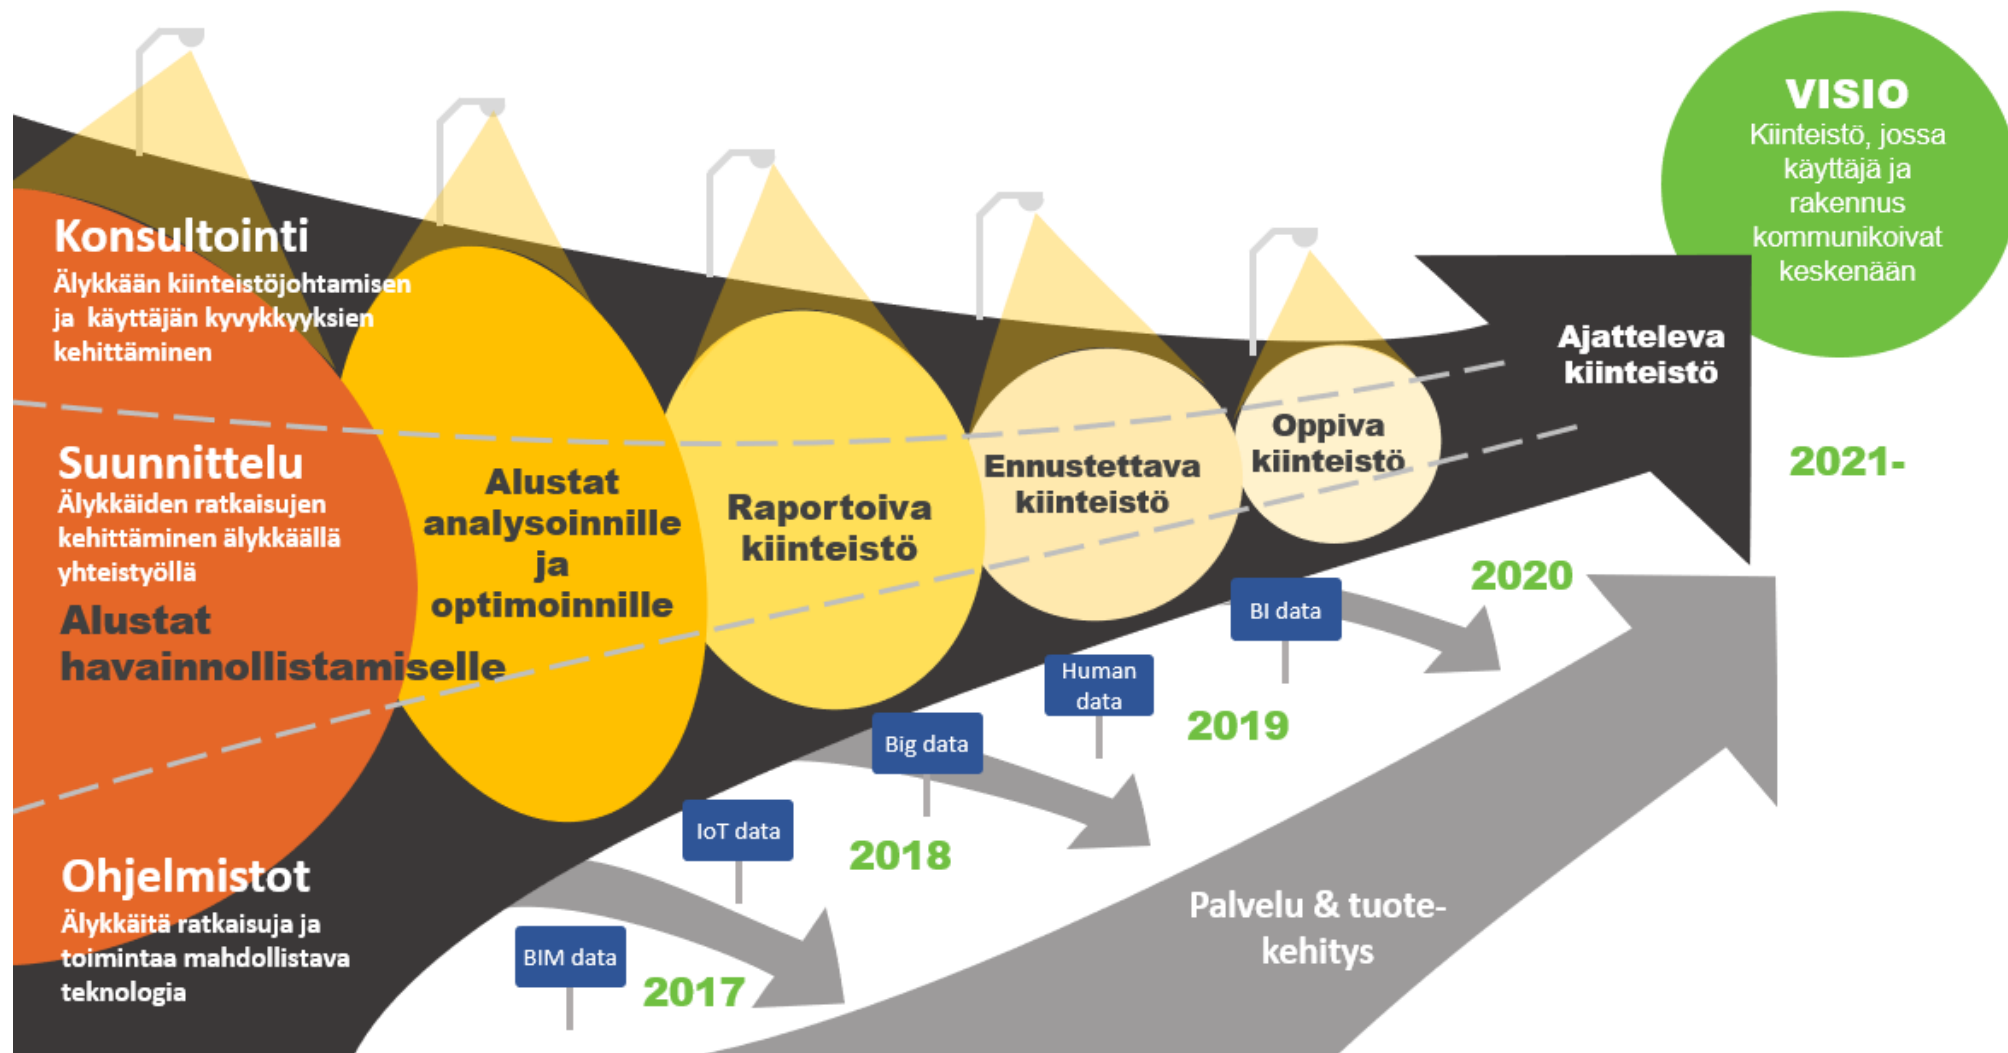 VISIO
Kiinteistö, jossa
käyttäjä ja
rakennus
kommunikoivat
keskenään
Konsultointi
Älykkään kiinteistöjohtamisen
ja käyttäjän kyvykkyyksien
kehittäminen
Suunnittelu
Älykkäiden ratkaisujen
kehittäminen älykkäällä
yhteistyöllä
Alustat
havainnollistamiselle
Ohjelmistot
Älykkäitä ratkaisuja ja
toimintaa mahdollistava
teknologia
Alustat
analysoinnille
ja
optimoinnille
Raportoiva
kiinteistö
Ennustettava
kiinteistö
Oppiva
kiinteistö
Ajatteleva
kiinteistö
2021-
2020
BI data
Human
data
2019
Big data
2018
IoT data
BIM data
2017
Palvelu & tuote-
kehitys